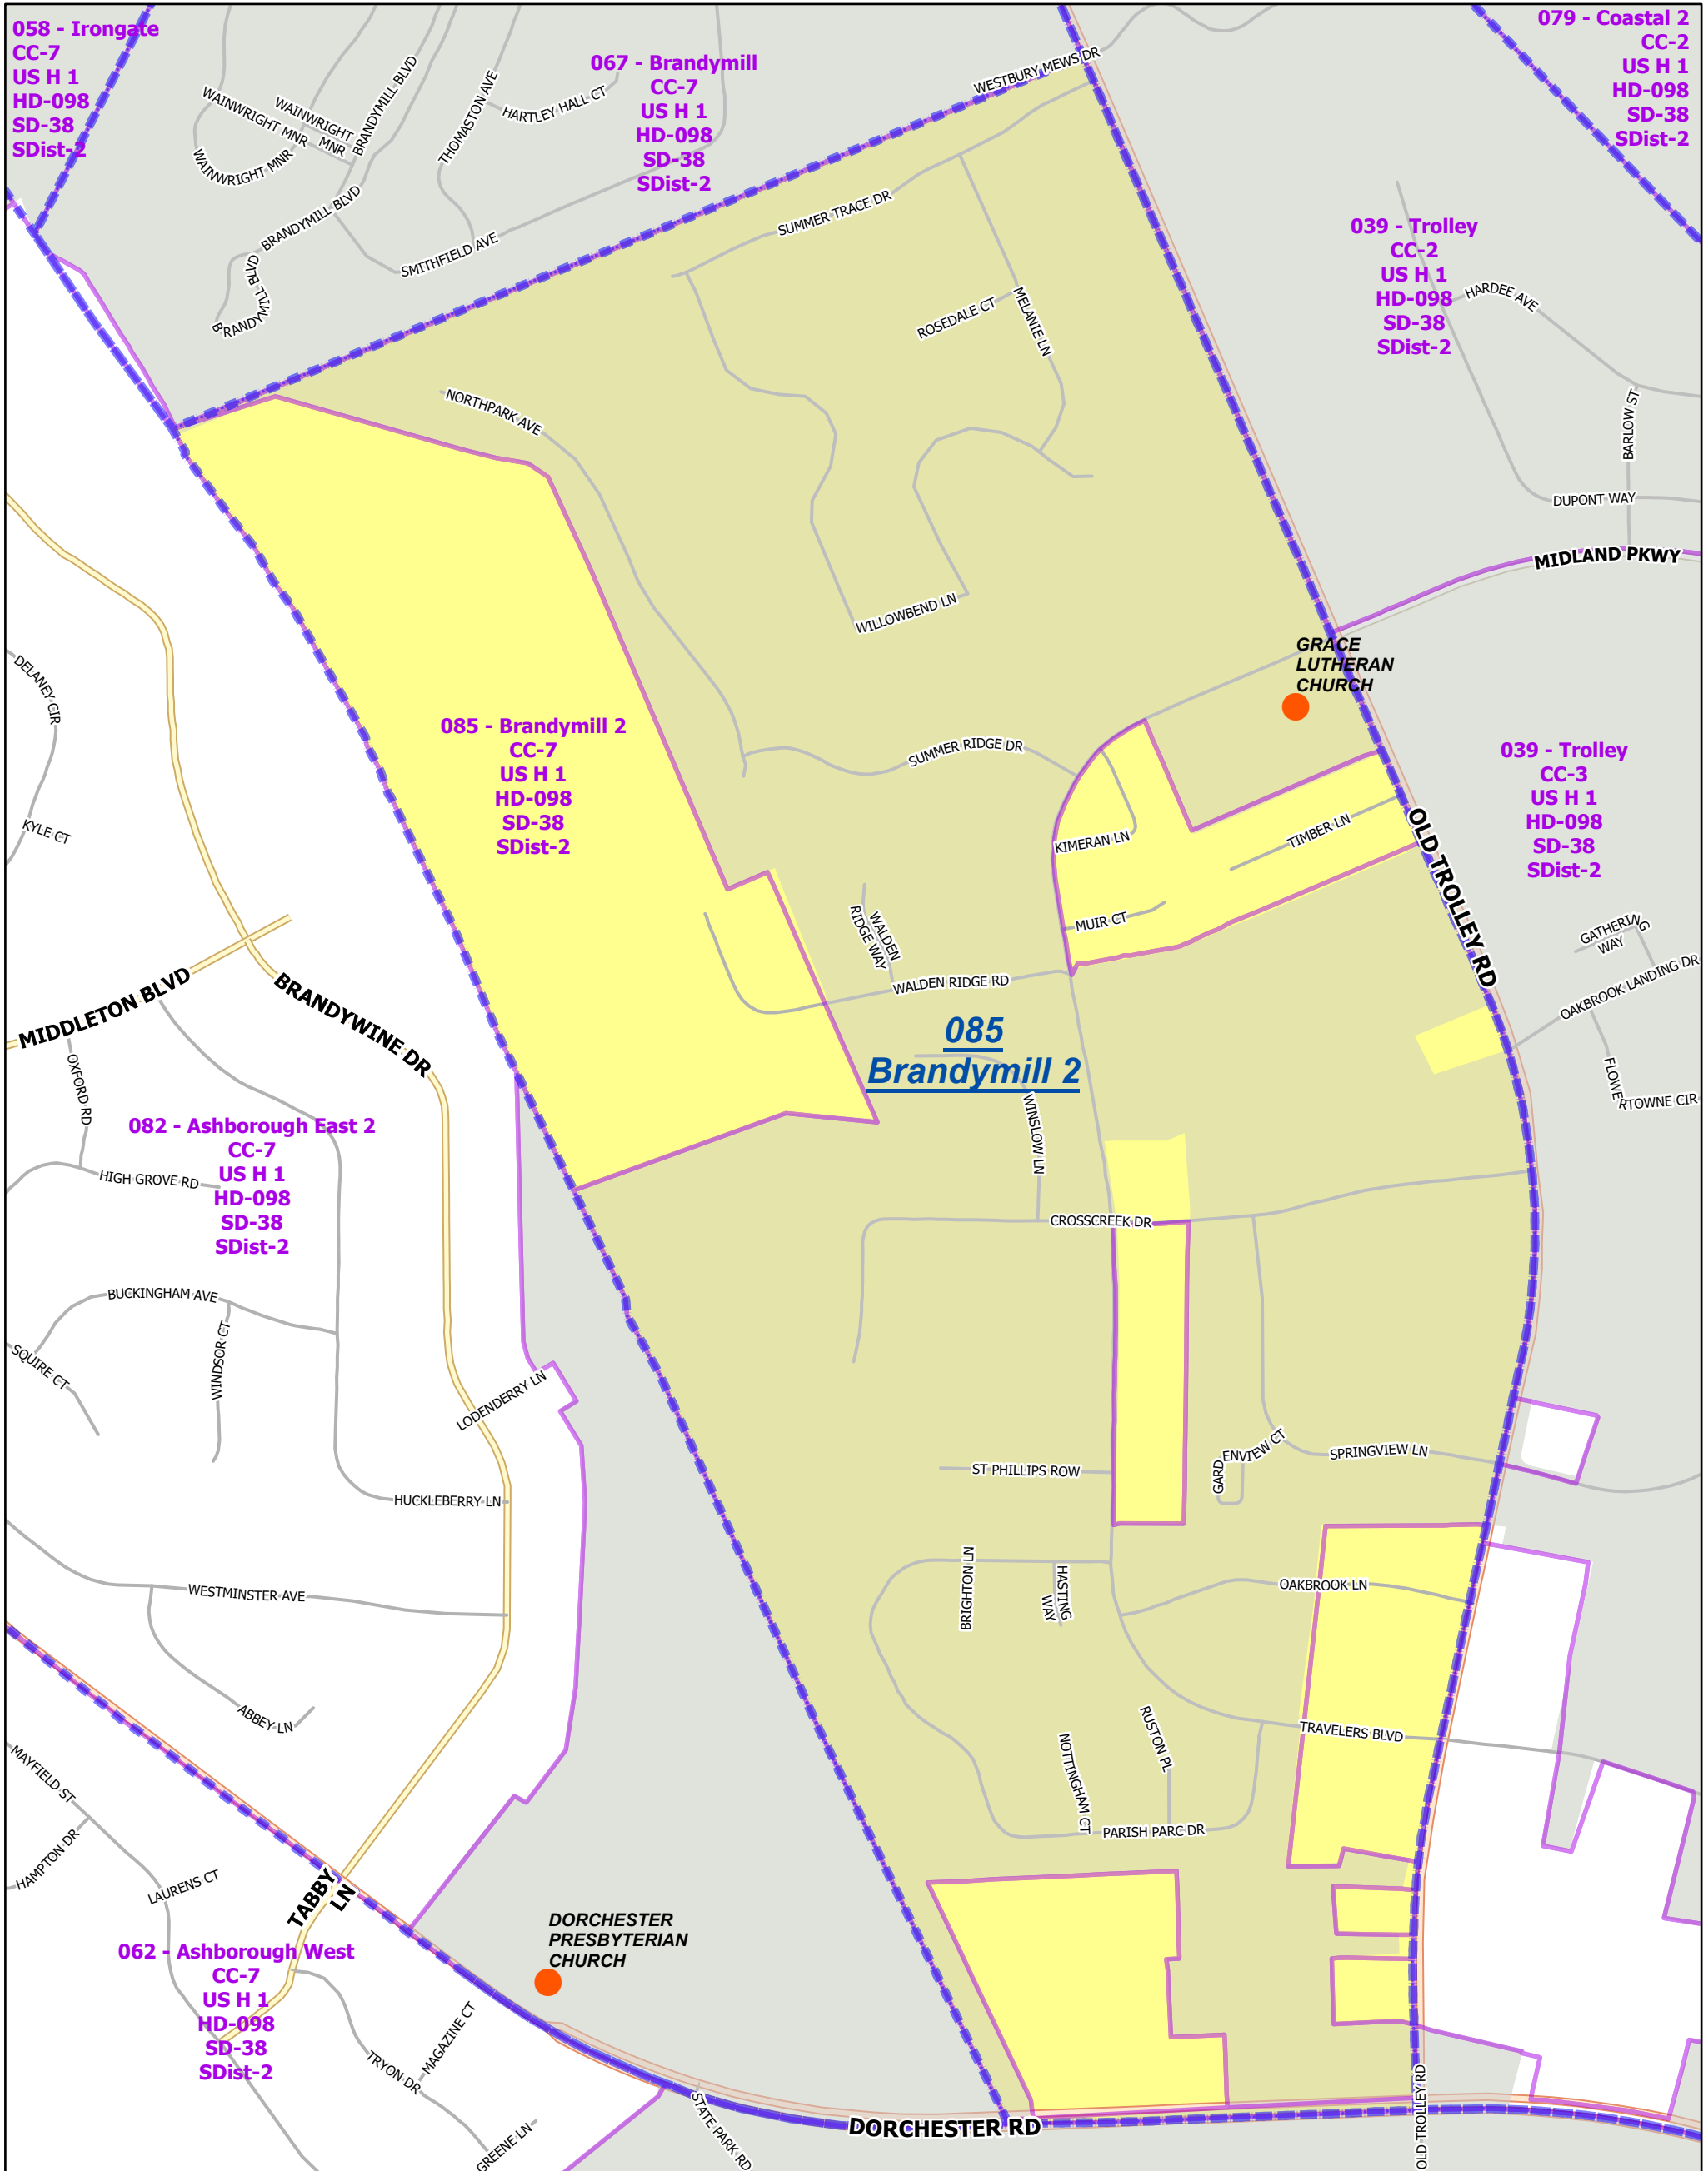 058 - Irongate
CC-7
US H 1
HD-098
SD-38
SDist-2
067 - Brandymill
CC-7
US H 1
HD-098
SD-38
SDist-2
079 - Coastal 2
CC-2
US H 1
HD-098
SD-38
SDist-2
WAINWRIGHT MNR
WAINWRIGHT
MNR
WAINWRIGHT MNR
BRANDYMILL BLVD
THOMASTON AVE
HARTLEY HALL CT
WESTBURY MEWS DR
BRANDYMILL BLVD
BRANDYMILL BLVD
SMITHFIELD AVE
SUMMER TRACE DR
039 - Trolley
CC-2
US H 1
HD-098
SD-38
SDist-2
HARDEE AVE
ROSEDALE CT
MELANIE LN
NORTHPARK AVE
BARLOW ST
DUPONT WAY
MIDLAND PKWY
WILLOWBEND LN
GRACE
LUTHERAN
CHURCH
DELANEY CIR
085 - Brandymill 2
CC-7
US H 1
HD-098
SD-38
SDist-2
SUMMER RIDGE DR
039 - Trolley
CC-3
US H 1
HD-098
SD-38
SDist-2
KYLE CT
KIMERAN LN
TIMBER LN
OLD TROLLEY RD
MUIR CT
WALDEN
RIDGE WAY
WALDEN RIDGE RD
GATHERING
WAY
OAKBROOK LANDING DR
MIDDLETON BLVD
BRANDYWINE DR
085
Brandymill 2
OXFORD RD
FLOWERTOWNE CIR
WINSLOW LN
082 - Ashborough East 2
CC-7
US H 1
HD-098
SD-38
SDist-2
HIGH GROVE RD
CROSSCREEK DR
BUCKINGHAM AVE
WINDSOR CT
SQUIRE CT
LODENDERRY LN
GARDENVIEW CT
SPRINGVIEW LN
ST PHILLIPS ROW
HUCKLEBERRY LN
BRIGHTON LN
HASTING
WAY
OAKBROOK LN
WESTMINSTER AVE
ABBEY LN
RUSTON PL
NOTTINGHAM CT
TRAVELERS BLVD
MAYFIELD ST
PARISH PARC DR
HAMPTON DR
LAURENS CT
TABBY
LN
DORCHESTER
PRESBYTERIAN
CHURCH
062 - Ashborough West
CC-7
US H 1
HD-098
SD-38
SDist-2
MAGAZINE CT
TRYON DR
GREENE LN
STATE PARK RD
DORCHESTER RD
OLD TROLLEY RD